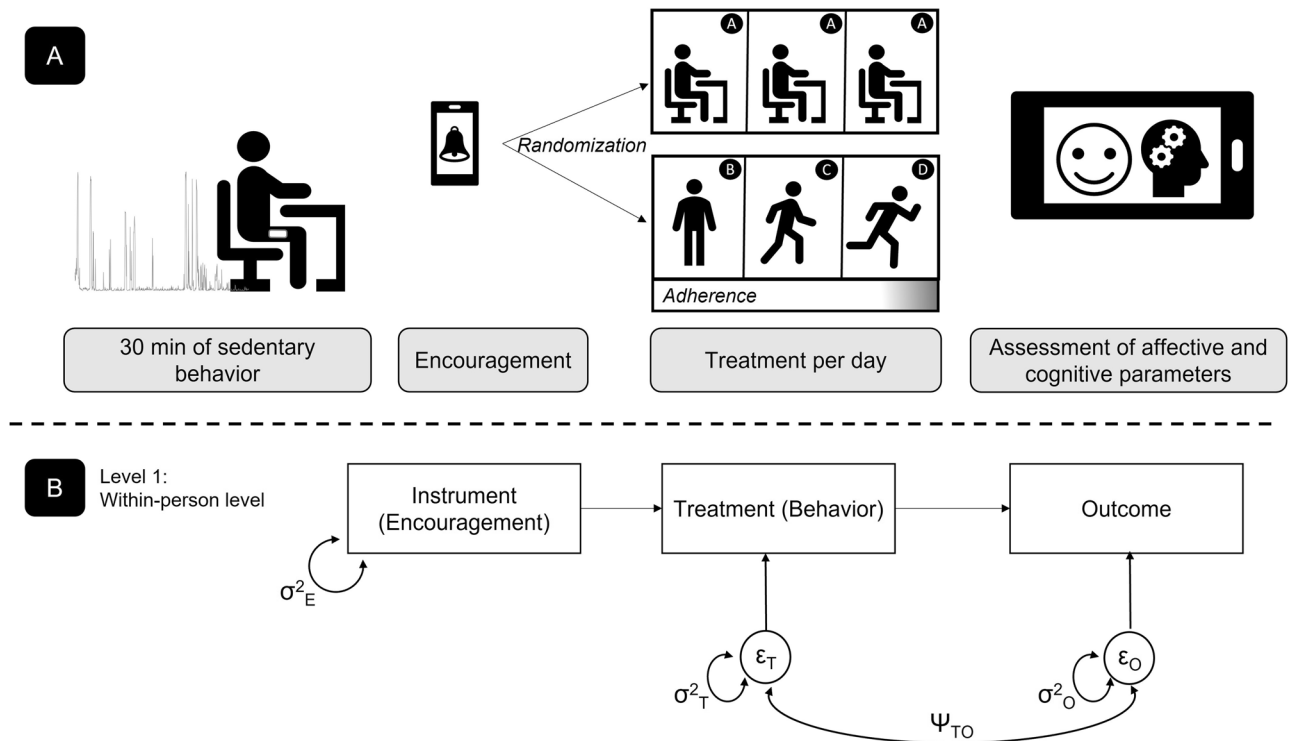 A
A
A
A
Randomization
B
C
D
Adherence
30 min of sedentary
behavior
Encouragement
Treatment per day
Assessment of affective and
cognitive parameters
B
Level 1:
Within-person level
Instrument
(Encouragement)
Treatment (Behavior)
Outcome
σ²E
εT
εO
σ²T
σ²O
ΨTO